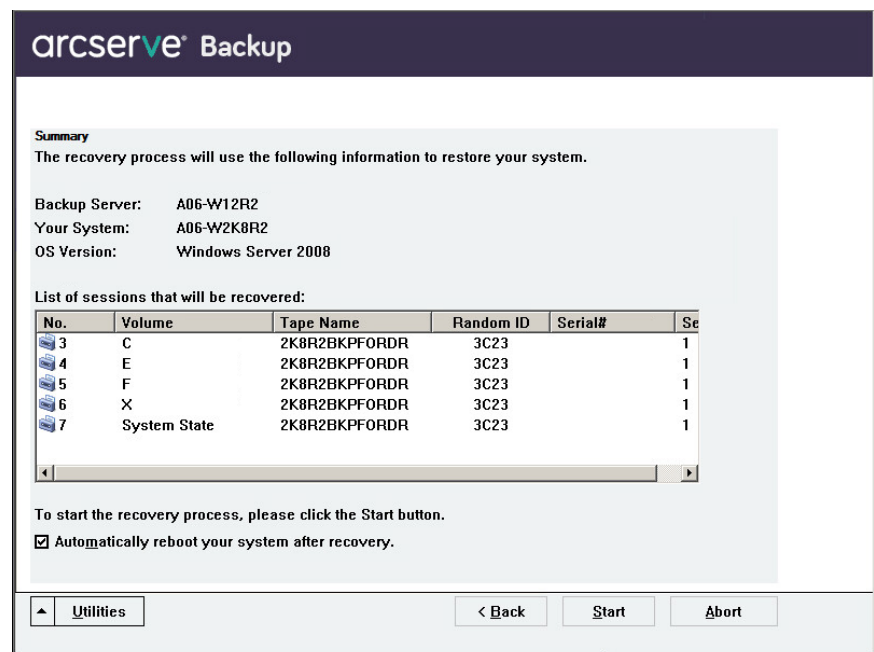 arcserve® Backup
Summary
The recovery process will use the following information to restore your system.
Backup Server: A06-W12R2
Your System: A06-W2K8R2
OS Version: Windows Server 2008
List of sessions that will be recovered:
No. Volume Tape Name Random ID Serial# Se
3 C 2K8R2BKPFORDR 3C23 1
4 E 2K8R2BKPFORDR 3C23 1
5 F 2K8R2BKPFORDR 3C23 1
6 X 2K8R2BKPFORDR 3C23 1
7 System State 2K8R2BKPFORDR 3C23 1
To start the recovery process, please click the Start button.
Automatically reboot your system after recovery.
Utilities < Back Start Abort